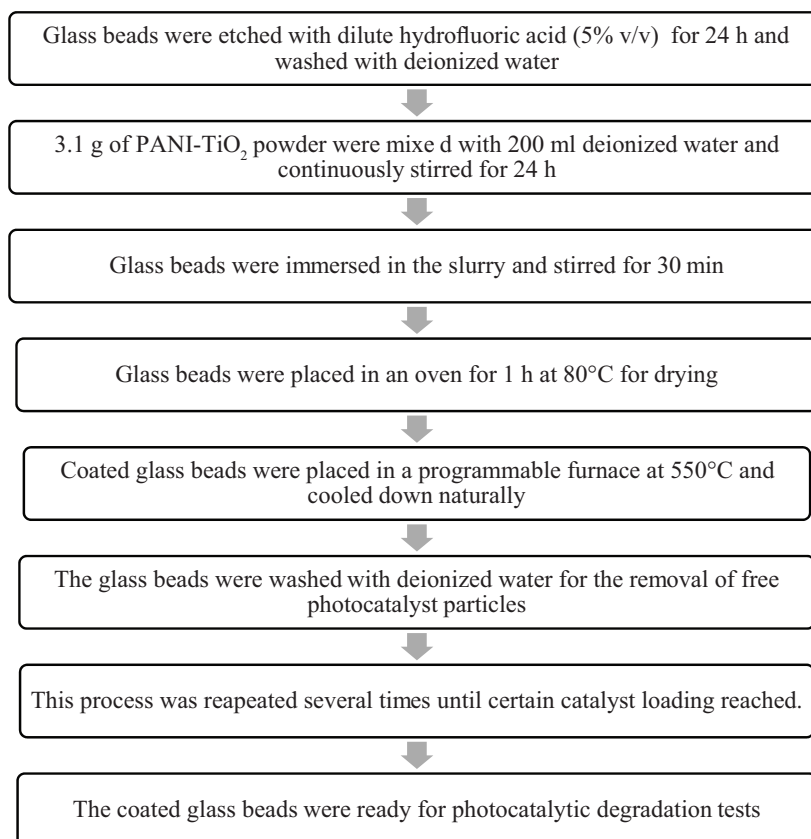 Glass beads were etched with dilute hydrofluoric acid (5% v/v) for 24 h and
washed with deionized water
3.1 g of PANI-TiO₂ powder were mixe d with 200 ml deionized water and
continuously stirred for 24 h
Glass beads were immersed in the slurry and stirred for 30 min
Glass beads were placed in an oven for 1 h at 80°C for drying
Coated glass beads were placed in a programmable furnace at 550°C and
cooled down naturally
The glass beads were washed with deionized water for the removal of free
photocatalyst particles
This process was reapeated several times until certain catalyst loading reached.
The coated glass beads were ready for photocatalytic degradation tests